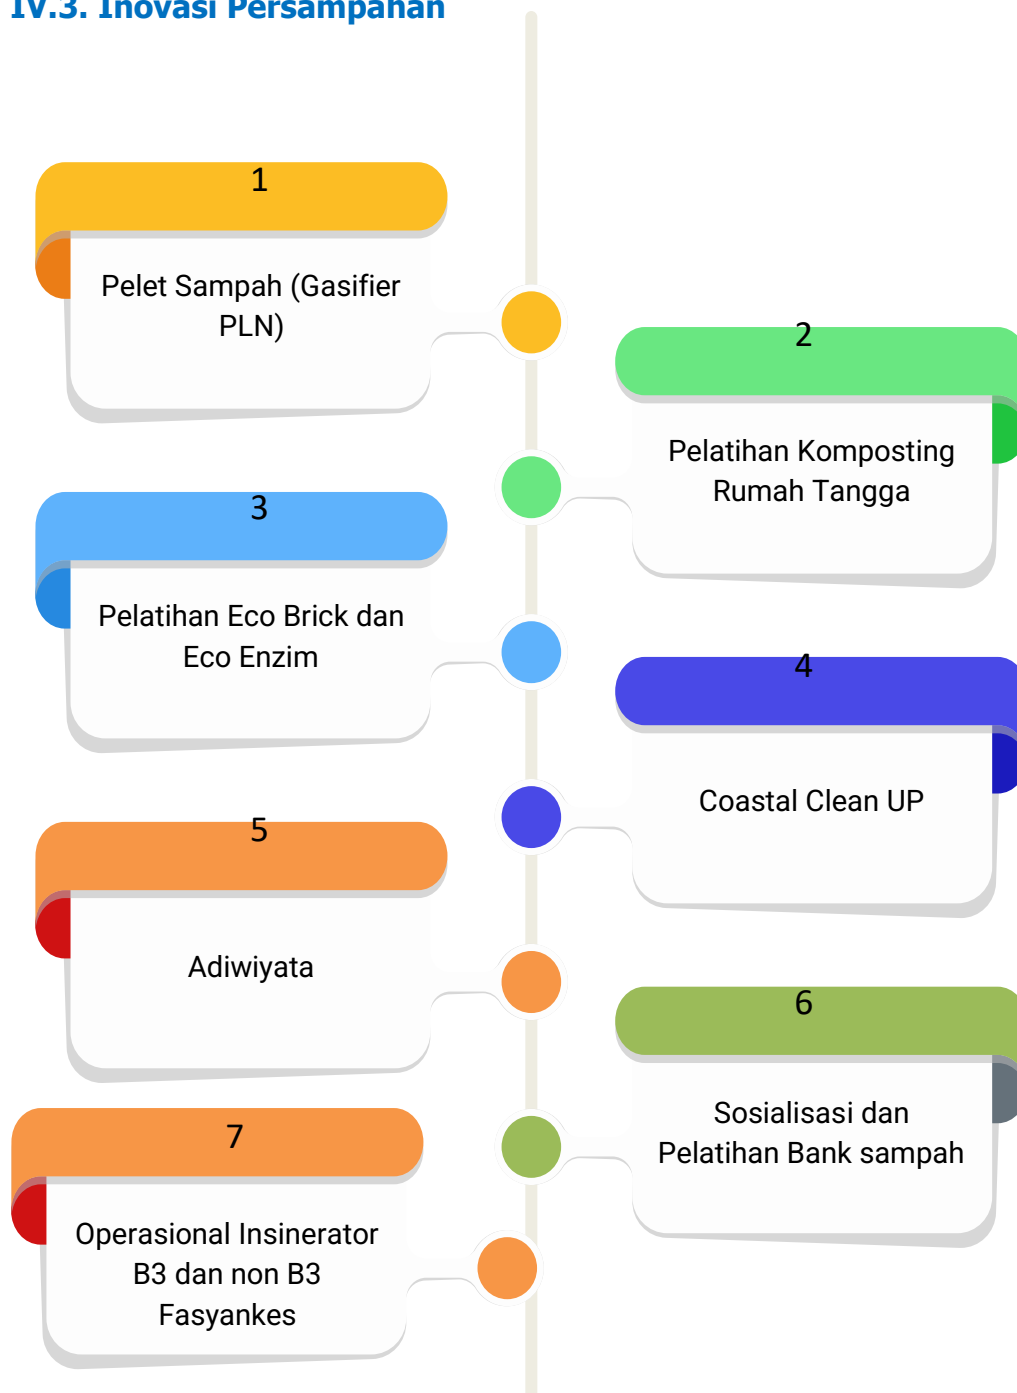 IV.3. Inovasi Persampahan
1
Pelet Sampah (Gasifier
PLN)
2
Pelatihan Komposting
Rumah Tangga
3
Pelatihan Eco Brick dan
Eco Enzim
4
Coastal Clean UP
5
Adiwiyata
6
Sosialisasi dan
Pelatihan Bank sampah
7
Operasional Insinerator
B3 dan non B3
Fasyankes